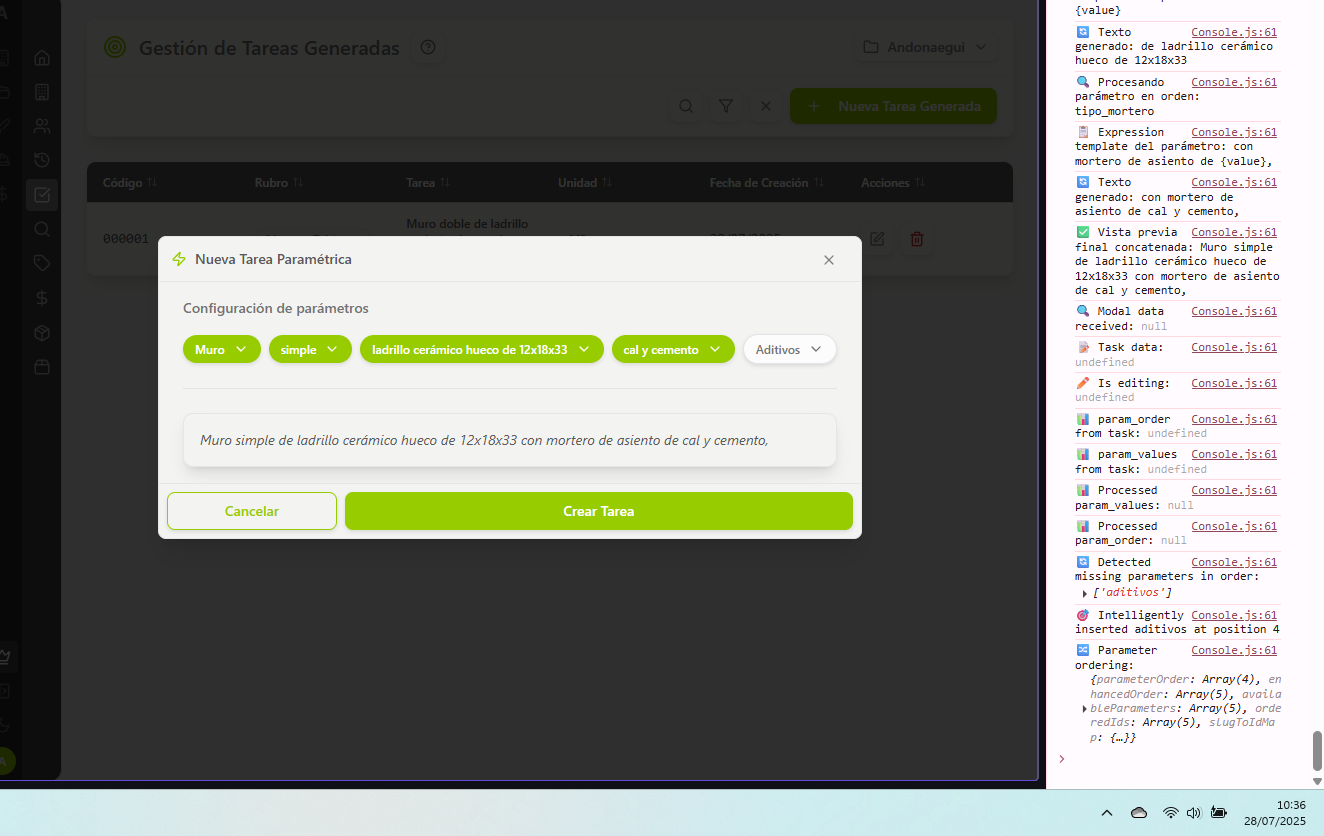 Gestión de Tareas Generadas
Andonaegui
Nueva Tarea Generada
Código
Rubro
Tarea
Unidad
Fecha de Creación
Acciones
000001
Muro doble de ladrillo
Nueva Tarea Paramétrica
Configuración de parámetros
Muro
simple
ladrillo cerámico hueco de 12x18x33
cal y cemento
Aditivos
Muro simple de ladrillo cerámico hueco de 12x18x33 con mortero de asiento de cal y cemento,
Cancelar
Crear Tarea
{value}
Texto Console.js:61
generado: de ladrillo cerámico
hueco de 12x18x33
Procesando Console.js:61
parámetro en orden:
tipo_mortero
Expression Console.js:61
template del parámetro: con
mortero de asiento de {value},
Texto Console.js:61
generado: con mortero de
asiento de cal y cemento,
Vista previa Console.js:61
final concatenada: Muro simple
de ladrillo cerámico hueco de
12x18x33 con mortero de asiento
de cal y cemento,
Modal data Console.js:61
received: null
Task data: Console.js:61
undefined
Is editing: Console.js:61
undefined
param_order Console.js:61
from task: undefined
param_values Console.js:61
from task: undefined
Processed Console.js:61
param_values: null
Processed Console.js:61
param_order: null
Detected Console.js:61
missing parameters in order:
['aditivos']
Intelligently Console.js:61
inserted aditivos at position 4
Parameter Console.js:61
ordering:
{parameterOrder: Array(4), en
hancedOrder: Array(5), availa
bleParameters: Array(5), orde
redIds: Array(5), slugToIdMa
p: {…}}
10:36
28/07/2025